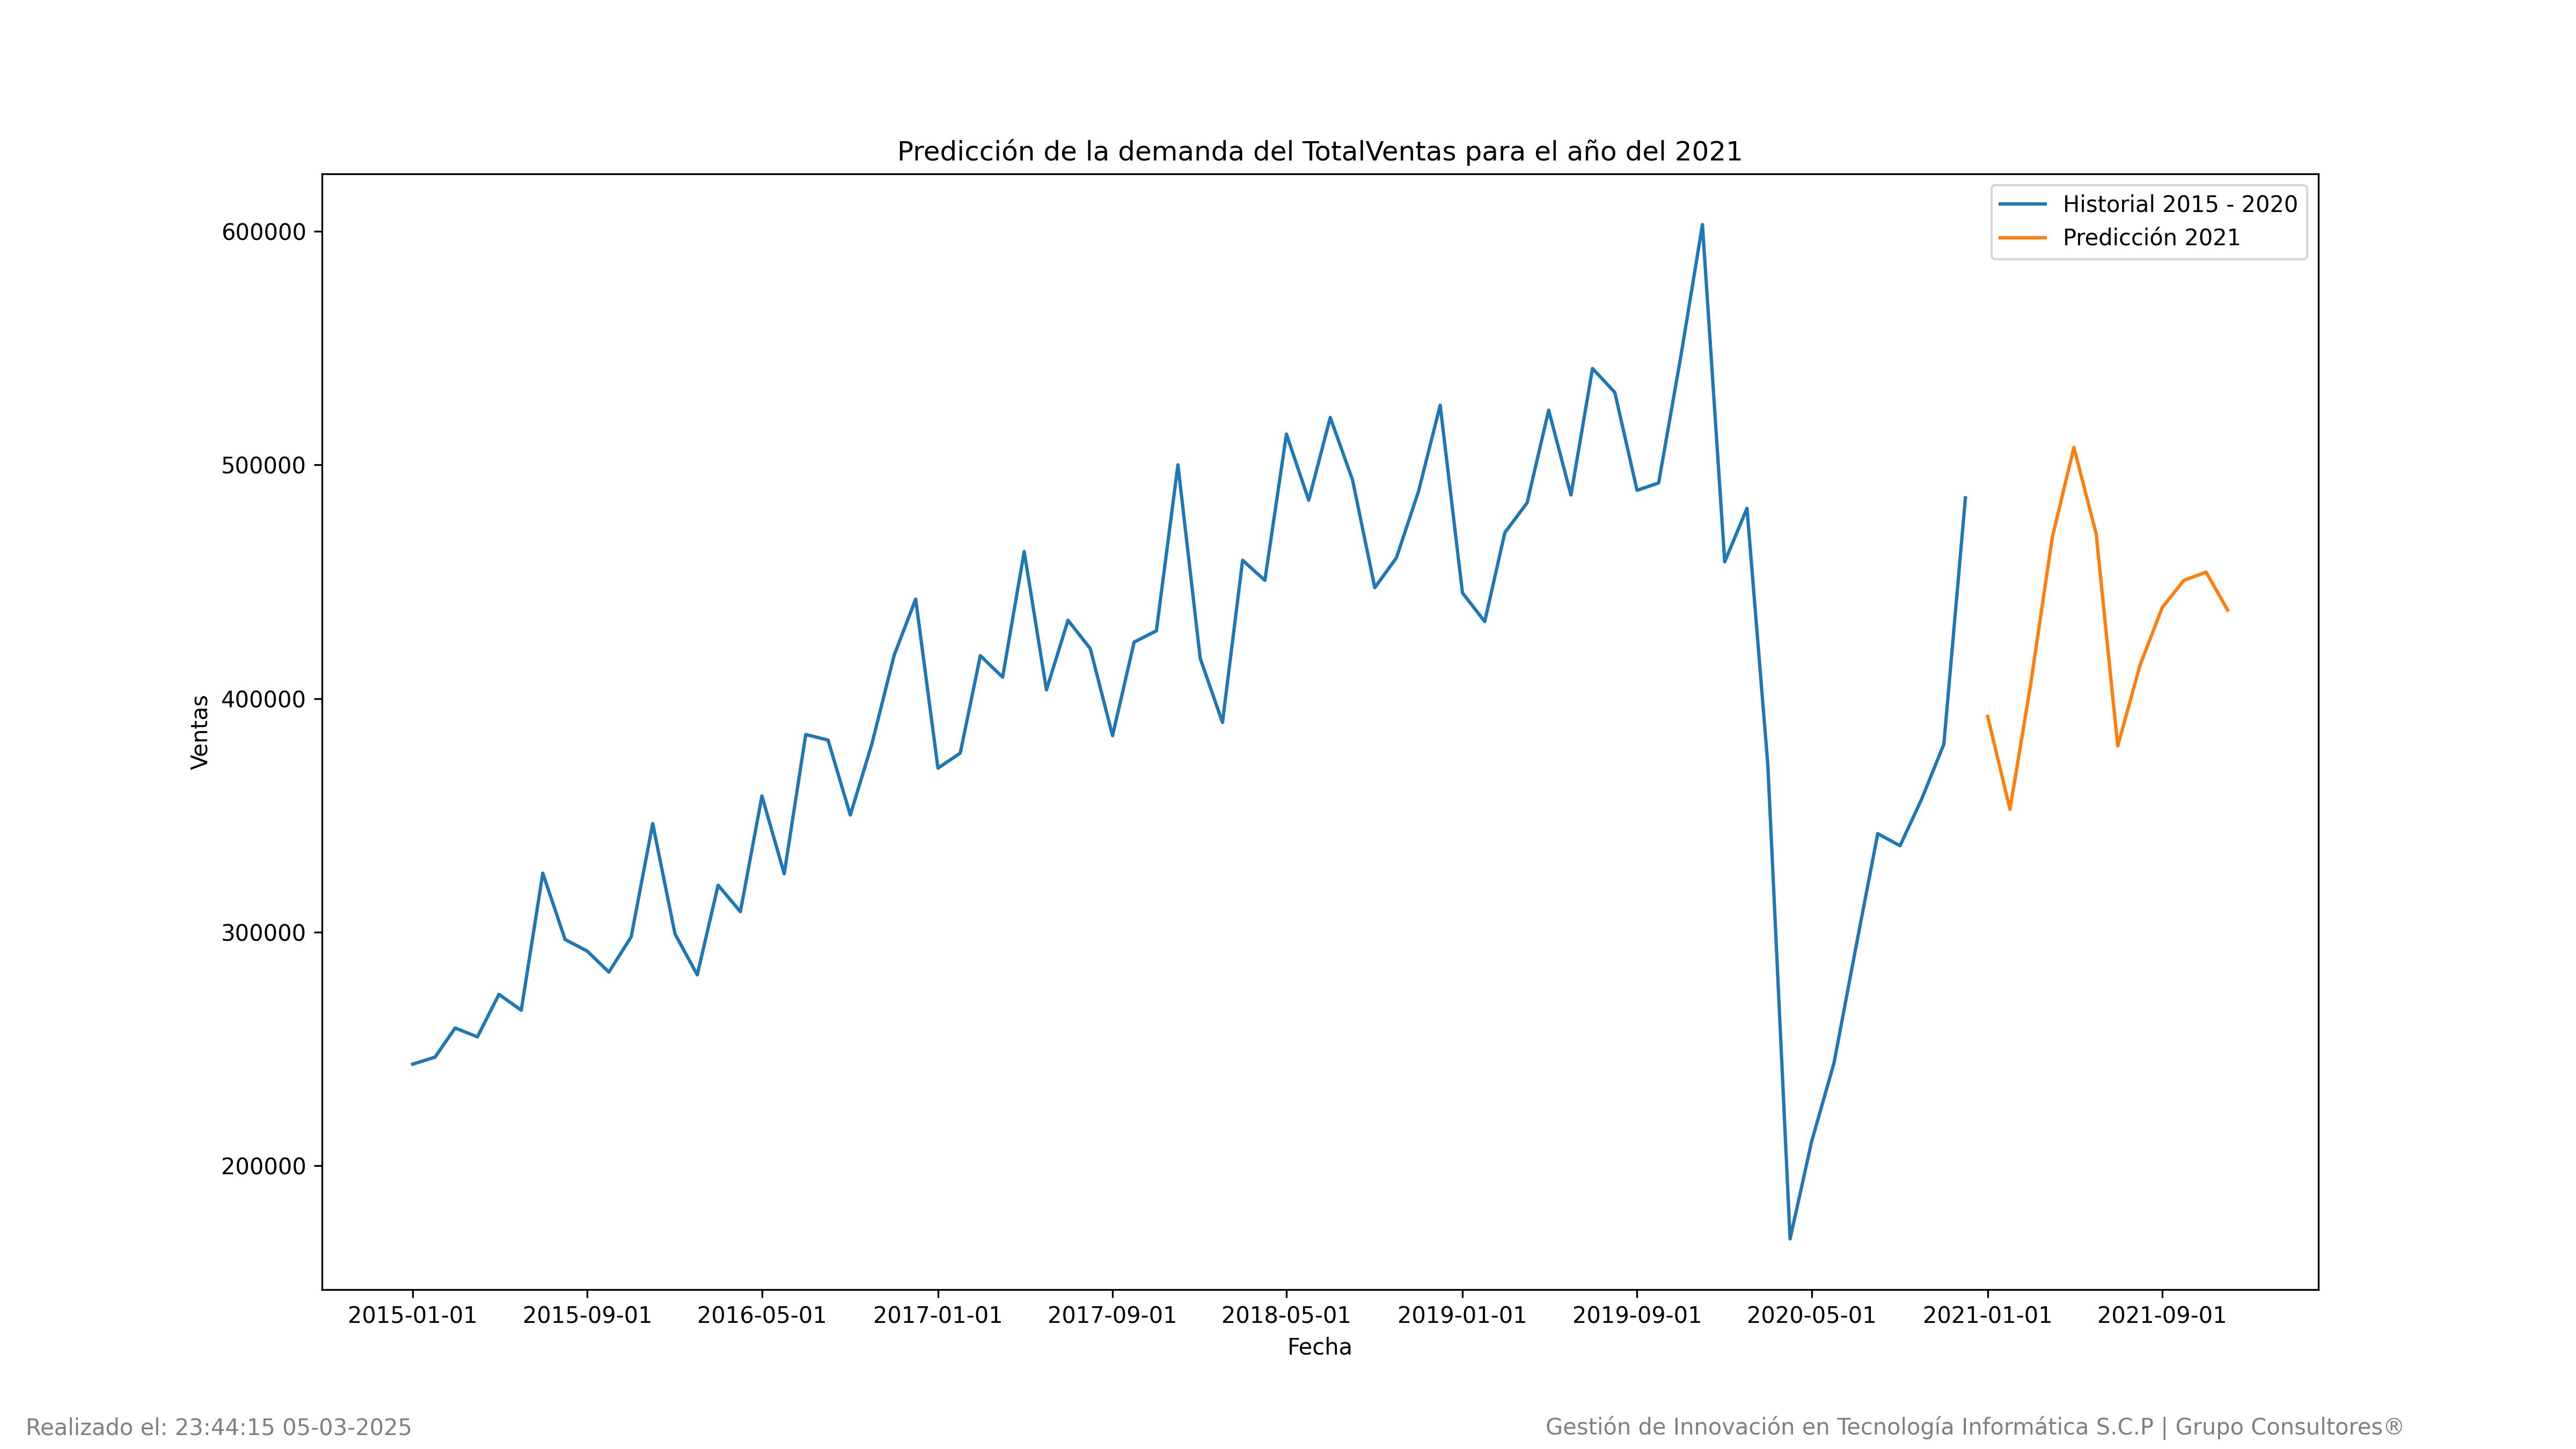 Predicción de la demanda del TotalVentas para el año del 2021
Historial 2015 - 2020
Predicción 2021
600000
500000
400000
300000
200000
Ventas
2015-01-01 2015-09-01 2016-05-01 2017-01-01 2017-09-01 2018-05-01 2019-01-01 2019-09-01 2020-05-01 2021-01-01 2021-09-01
Fecha
Realizado el: 23:44:15 05-03-2025
Gestión de Innovación en Tecnología Informática S.C.P | Grupo Consultores®